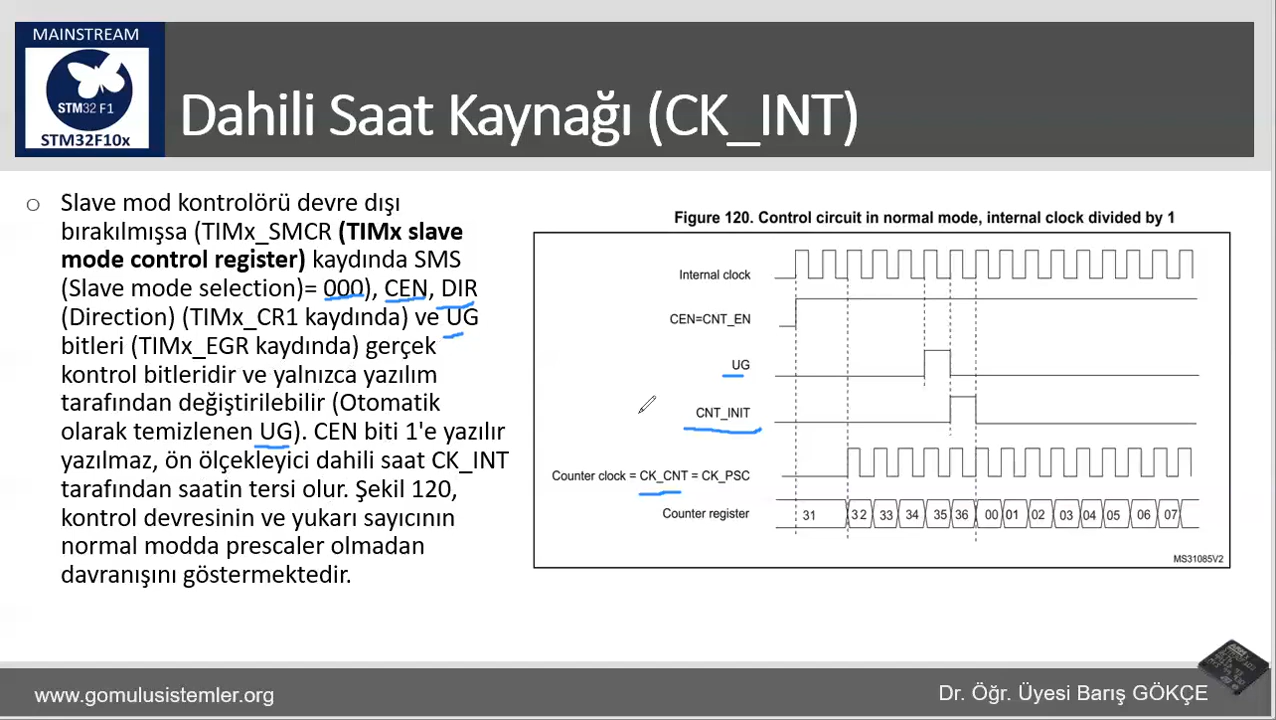 MAINSTREAM
STM32 F1
STM32F10x
Dahili Saat Kaynağı (CK_INT)
Slave mod kontrolörü devre dışı
bırakılmışsa (TIMx_SMCR (TIMx slave
mode control register) kaydında SMS
(Slave mode selection)= 000), CEN, DIR
(Direction) (TIMx_CR1 kaydında) ve UG
bitleri (TIMx_EGR kaydında) gerçek
kontrol bitleridir ve yalnızca yazılım
tarafından değiştirilebilir (Otomatik
olarak temizlenen UG). CEN biti 1'e yazılır
yazılmaz, ön ölçekleyici dahili saat CK_INT
tarafından saatin tersi olur. Şekil 120,
kontrol devresinin ve yukarı sayıcının
normal modda prescaler olmadan
davranışını göstermektedir.
Figure 120. Control circuit in normal mode, internal clock divided by 1
Internal clock
CEN=CNT_EN
UG
CNT_INIT
Counter clock = CK_CNT = CK_PSC
Counter register 31 32 33 34 35 36 00 01 02 03 04 05 06 07
MS31085V2
www.gomulusistemler.org
Dr. Öğr. Üyesi Barış GÖKÇE